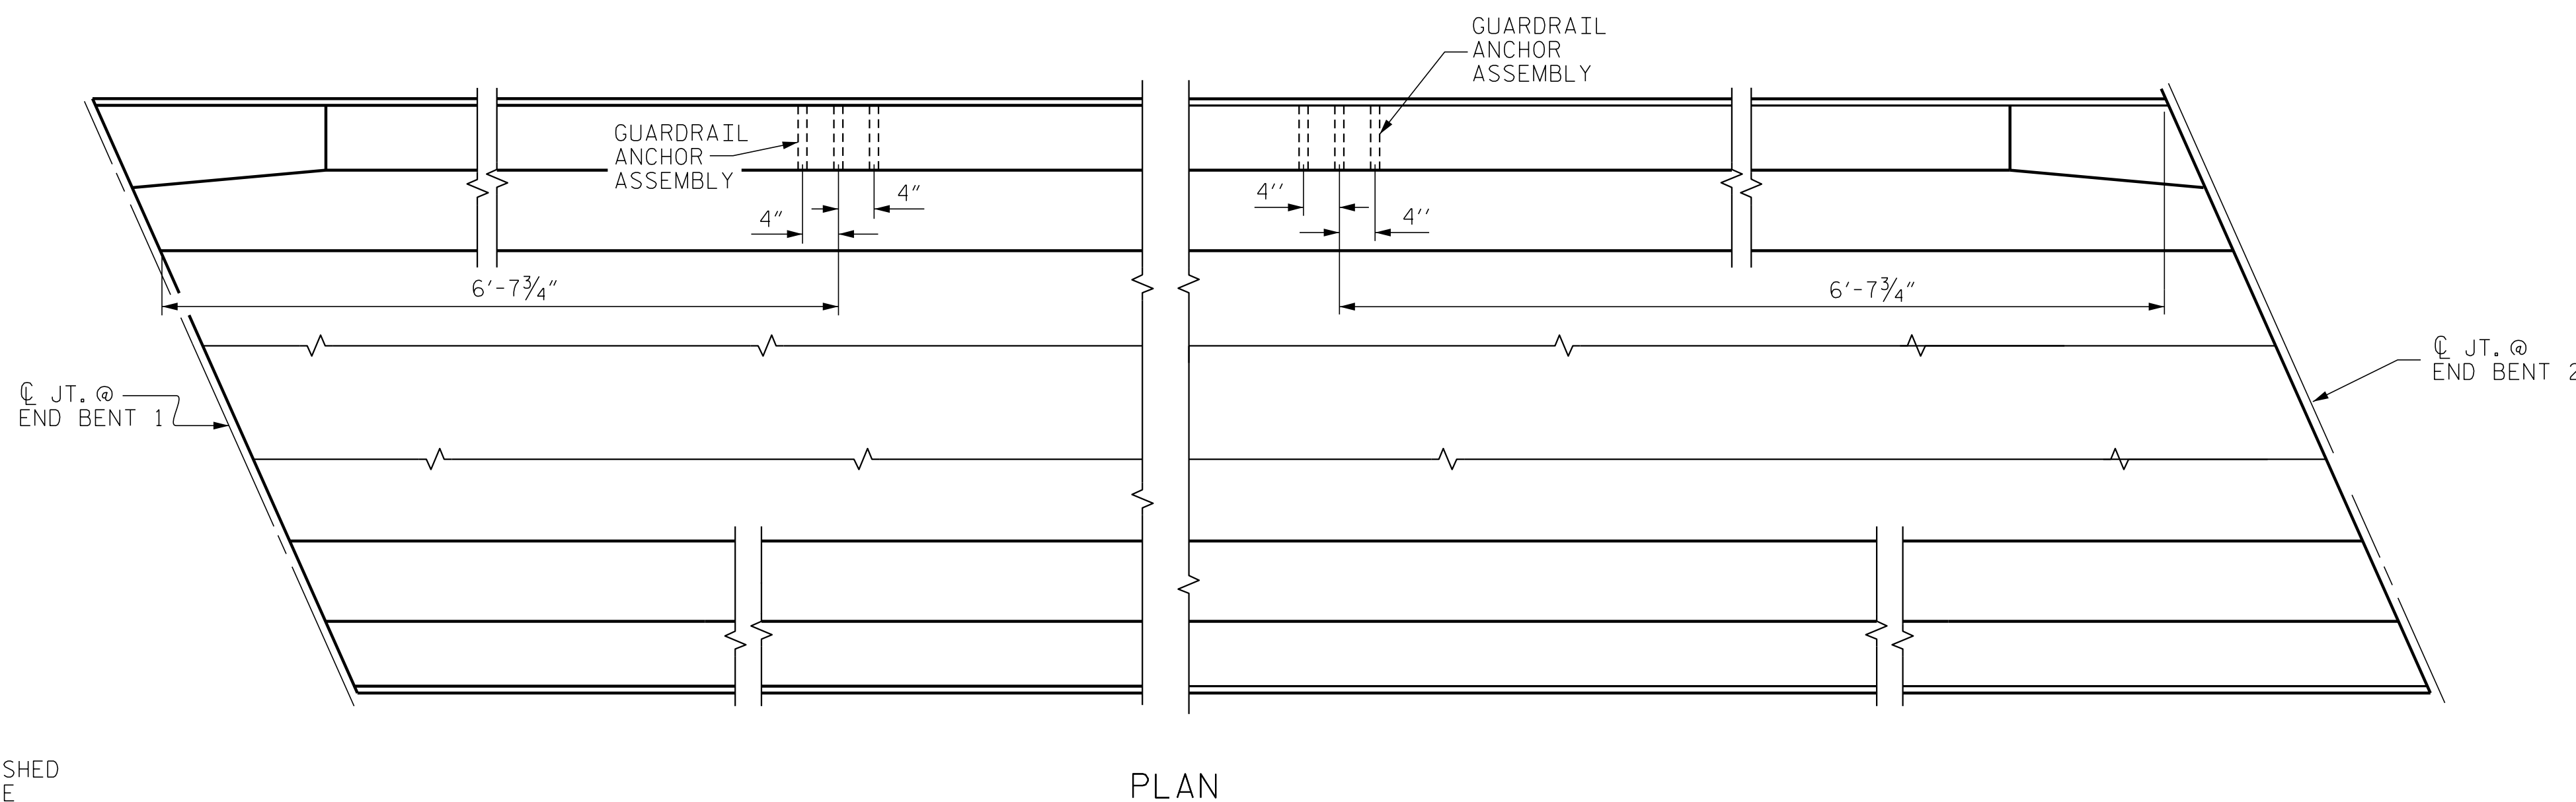 GUARDRAIL
ANCHOR
ASSEMBLY
GUARDRAIL
ANCHOR
ASSEMBLY
4"
4"
4''
4''
6'-7¾"
6'-7¾"
℄ JT. @
END BENT 1
℄ JT. @
END BENT 2
SHED
E
PLAN